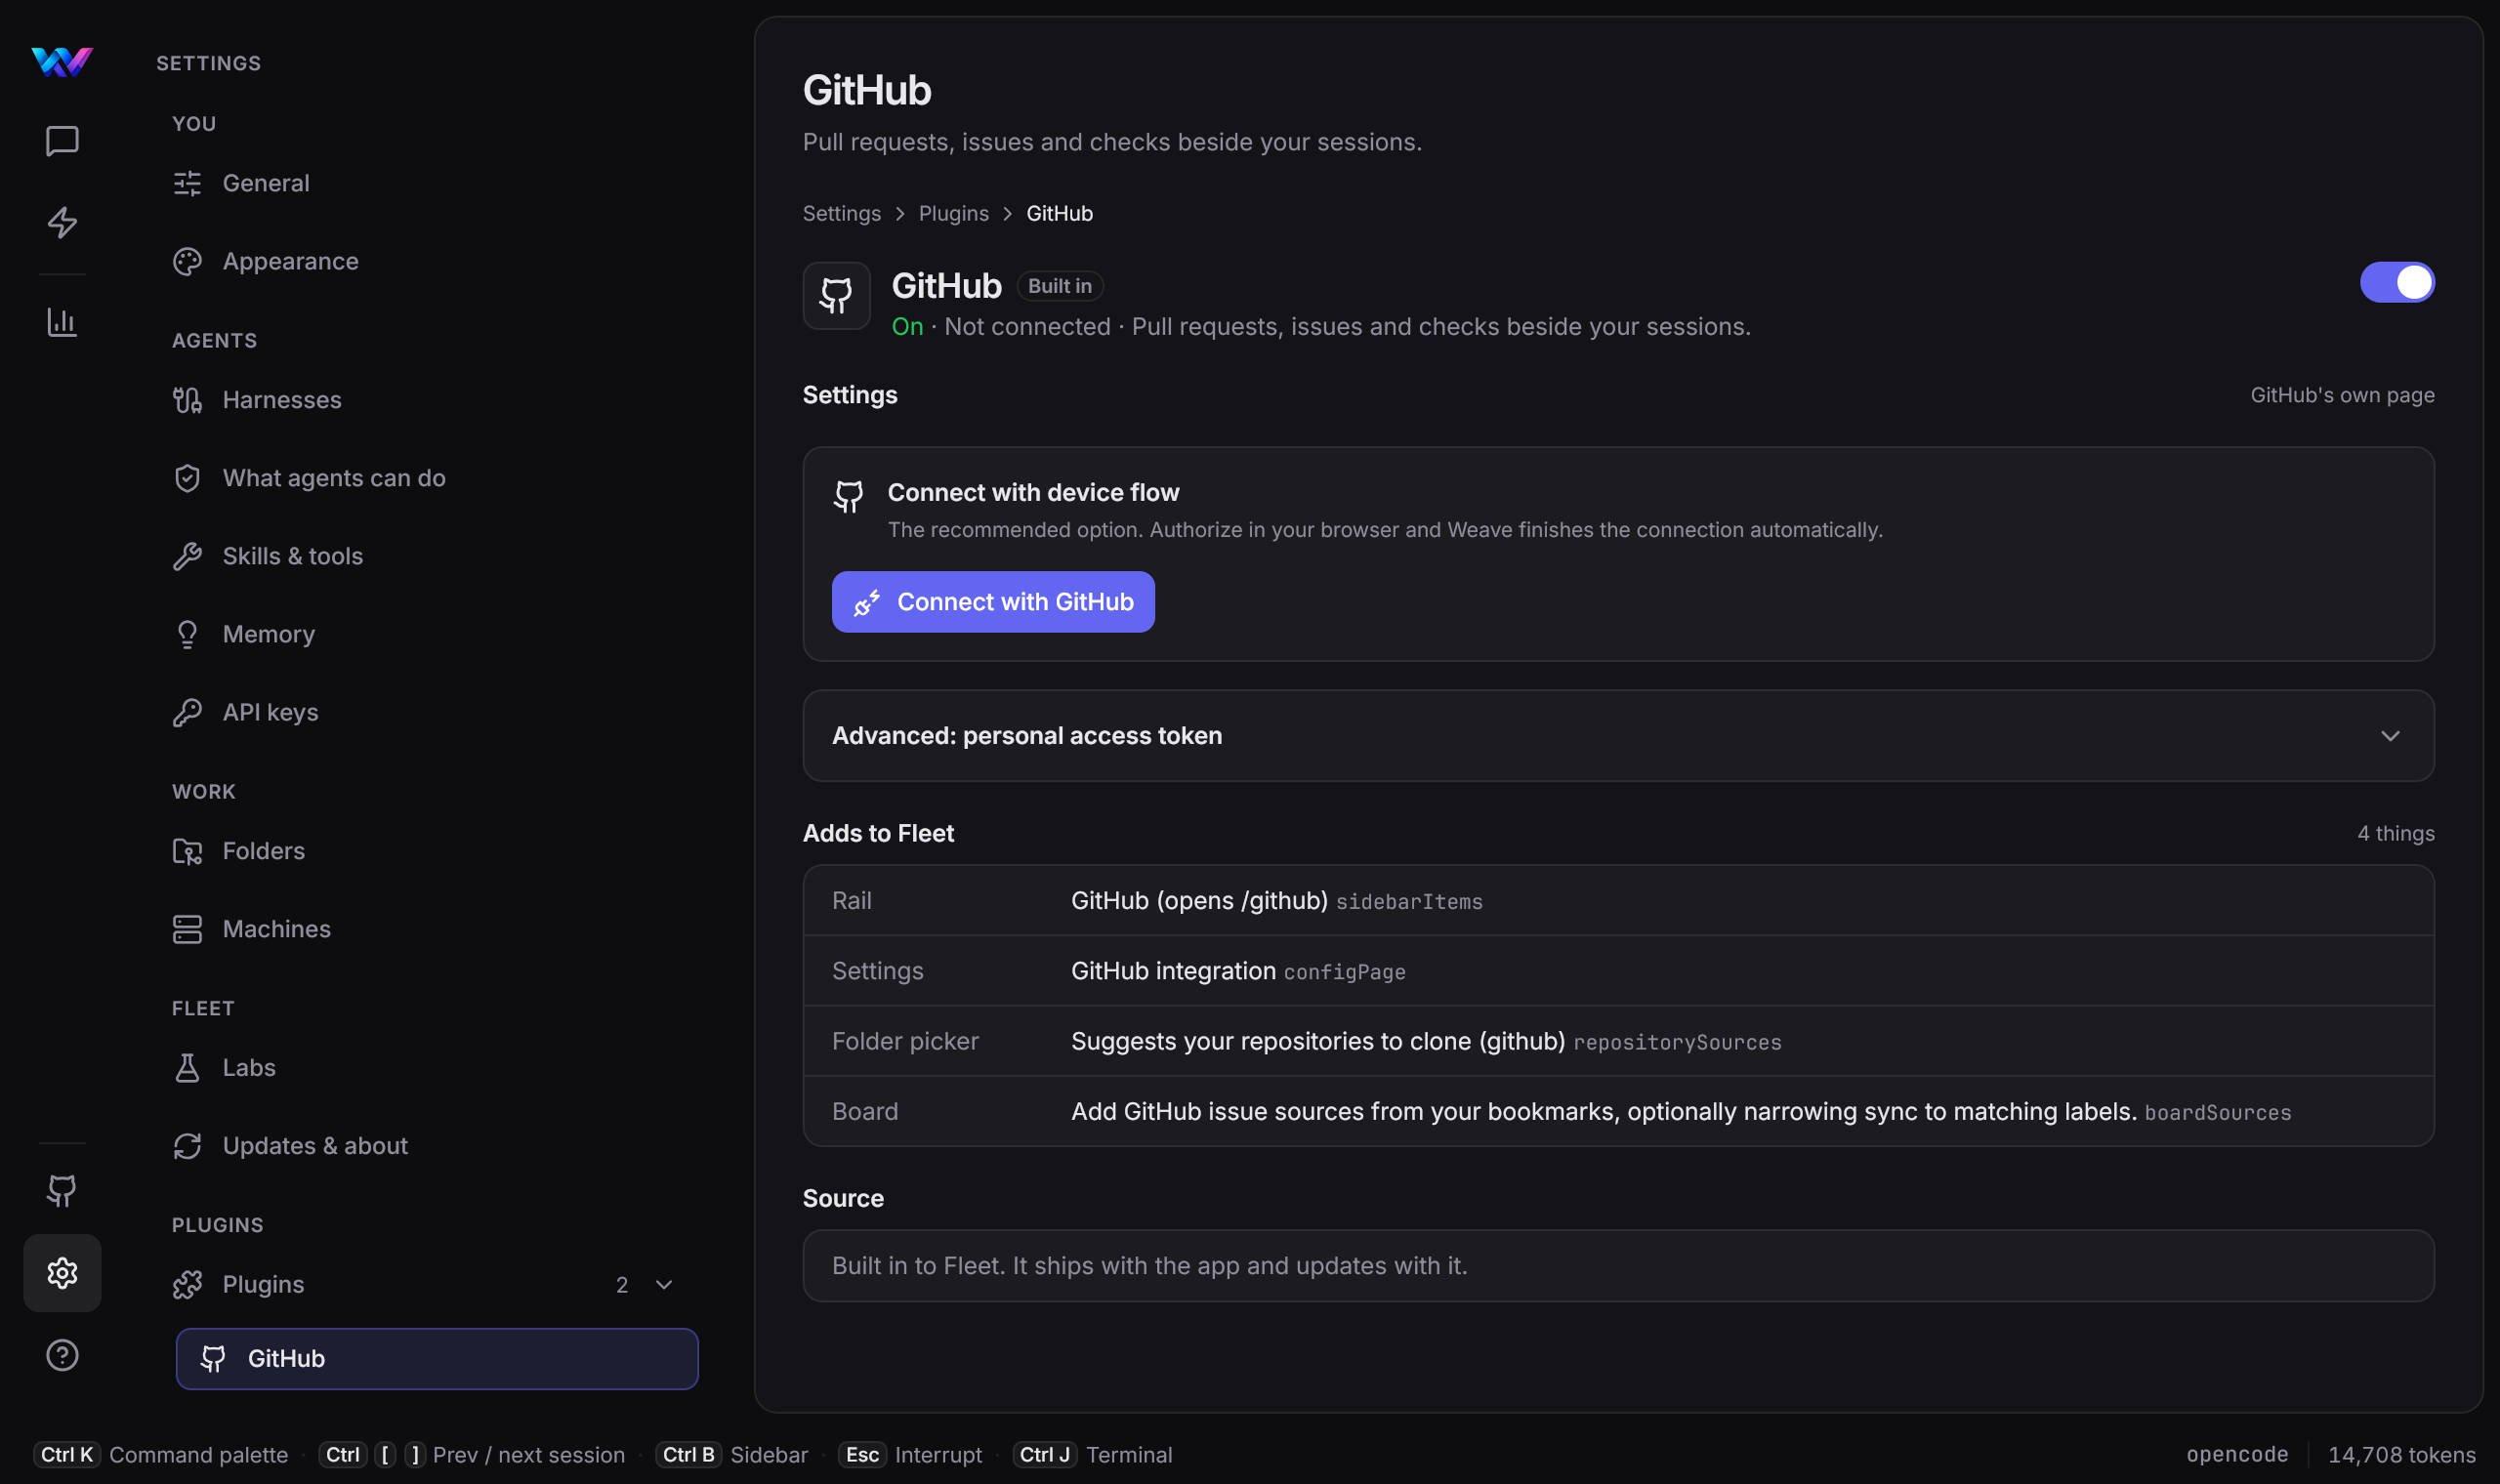 SETTINGS
YOU
General
Appearance
AGENTS
Harnesses
What agents can do
Skills & tools
Memory
API keys
WORK
Folders
Machines
FLEET
Labs
Updates & about
PLUGINS
Plugins 2
GitHub
GitHub
Pull requests, issues and checks beside your sessions.
Settings > Plugins > GitHub
GitHub Built in
On · Not connected · Pull requests, issues and checks beside your sessions.
Settings GitHub's own page
Connect with device flow
The recommended option. Authorize in your browser and Weave finishes the connection automatically.
Connect with GitHub
Advanced: personal access token
Adds to Fleet 4 things
Rail GitHub (opens /github) sidebarItems
Settings GitHub integration configPage
Folder picker Suggests your repositories to clone (github) repositorySources
Board Add GitHub issue sources from your bookmarks, optionally narrowing sync to matching labels. boardSources
Source
Built in to Fleet. It ships with the app and updates with it.
Ctrl K Command palette · Ctrl [ ] Prev / next session · Ctrl B Sidebar · Esc Interrupt · Ctrl J Terminal opencode 14,708 tokens